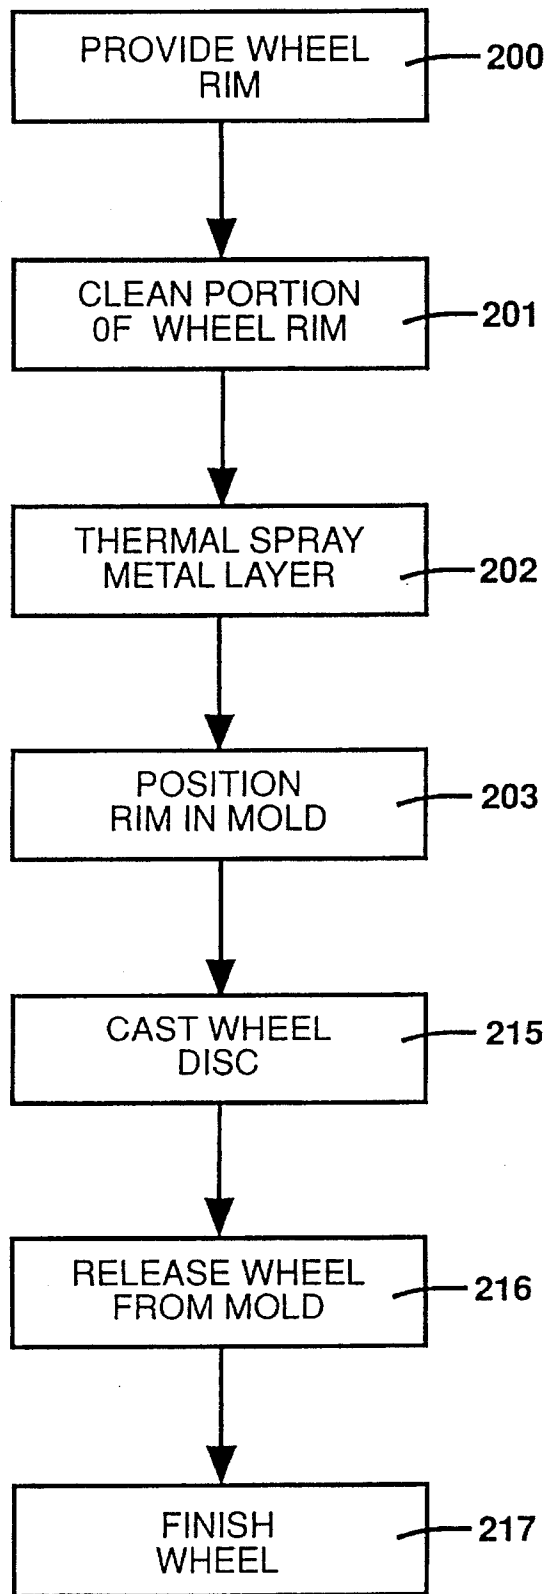 PROVIDE WHEEL
RIM
200
CLEAN PORTION
0F WHEEL RIM
201
THERMAL SPRAY
METAL LAYER
202
POSITION
RIM IN MOLD
203
CAST WHEEL
DISC
215
RELEASE WHEEL
FROM MOLD
216
FINISH
WHEEL
217